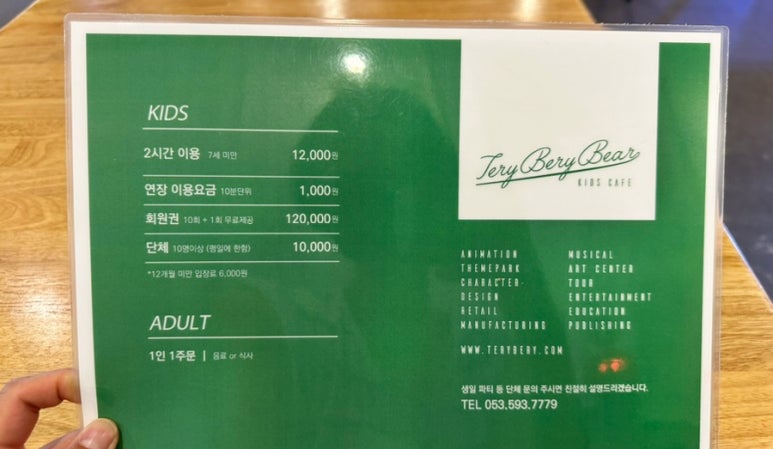 KIDS
2시간 이용 7세 미만 12,000원
연장 이용요금 10분단위 1,000원
회원권 10회 + 1회 무료제공 120,000원
단체 10명이상 (평일에 한함) 10,000원
*12개월 미만 입장료 6,000원
ADULT
1인 1주문 | 음료 or 식사
Tery Bery Bear
KIDS CAFE
ANIMATION
THEMEPARK
CHARACTER·
DESIGN
RETAIL
MANUFACTURING
MUSICAL
ART CENTER
TOUR
ENTERTAINMENT
EDUCATION
PUBLISHING
WWW.TERYBERY.COM
생일 파티 등 단체 문의 주시면 친절히 설명드리겠습니다.
TEL 053.593.7779